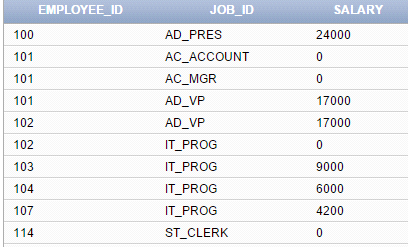 EMPLOYEE_ID JOB_ID SALARY
100 AD_PRES 24000
101 AC_ACCOUNT 0
101 AC_MGR 0
101 AD_VP 17000
102 AD_VP 17000
102 IT_PROG 0
103 IT_PROG 9000
104 IT_PROG 6000
107 IT_PROG 4200
114 ST_CLERK 0